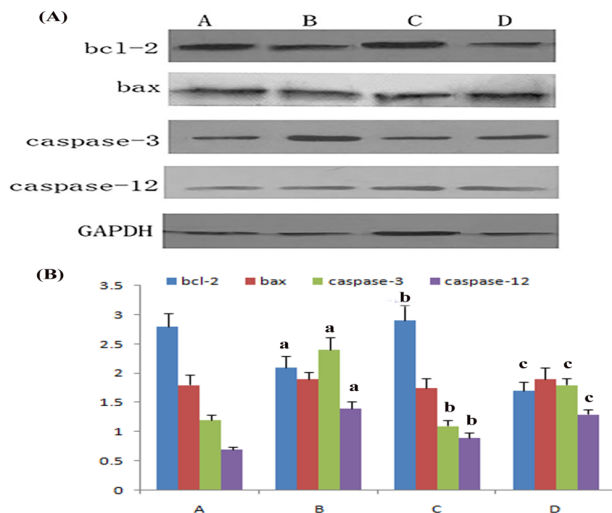 (A)
A B C D
bcl-2
bax
caspase-3
caspase-12
GAPDH
(B)
bcl-2 bax caspase-3 caspase-12
3.5
3
2.5
2
1.5
1
0.5
0
a a a
b b b
c c c
A B C D